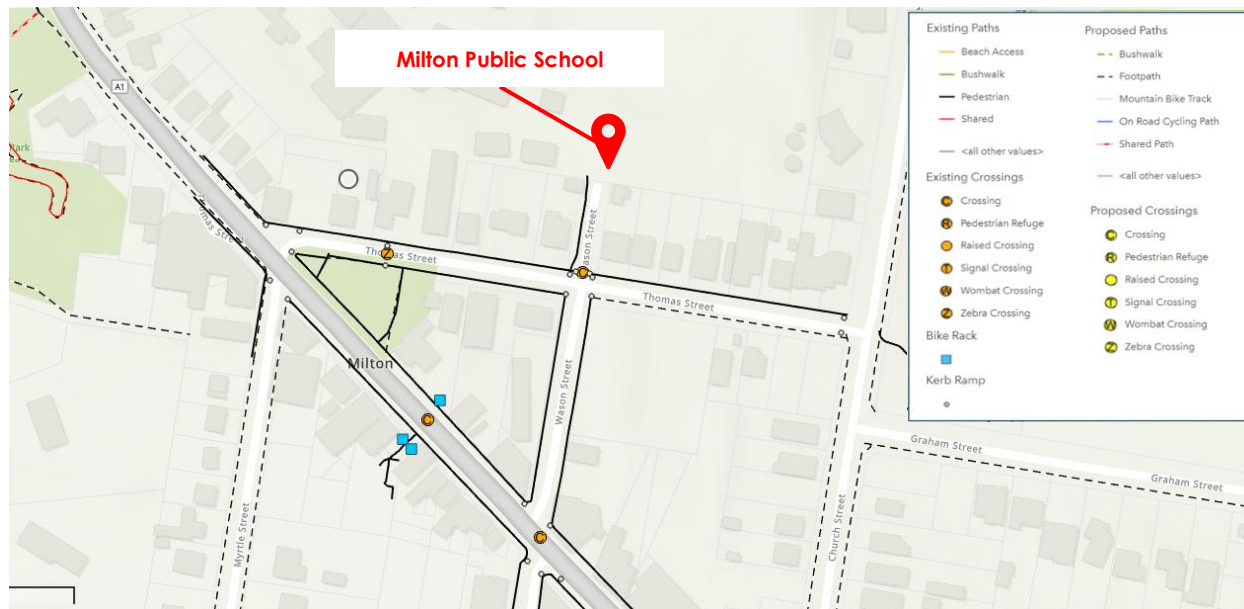 Milton Public School
A1
Park
Thomas Street
Thomas Street
Thomas Street
Wason Street
Wason Street
Milton
Myrtle Street
Church Street
Graham Street
Graham Street
C
Z
C
C
Existing Paths
Beach Access
Bushwalk
Pedestrian
Shared
<all other values>
Existing Crossings
C Crossing
R Pedestrian Refuge
Raised Crossing
T Signal Crossing
W Wombat Crossing
Z Zebra Crossing
Bike Rack
Kerb Ramp
Proposed Paths
Bushwalk
Footpath
Mountain Bike Track
On Road Cycling Path
Shared Path
<all other values>
Proposed Crossings
C Crossing
R Pedestrian Refuge
Raised Crossing
T Signal Crossing
W Wombat Crossing
Z Zebra Crossing